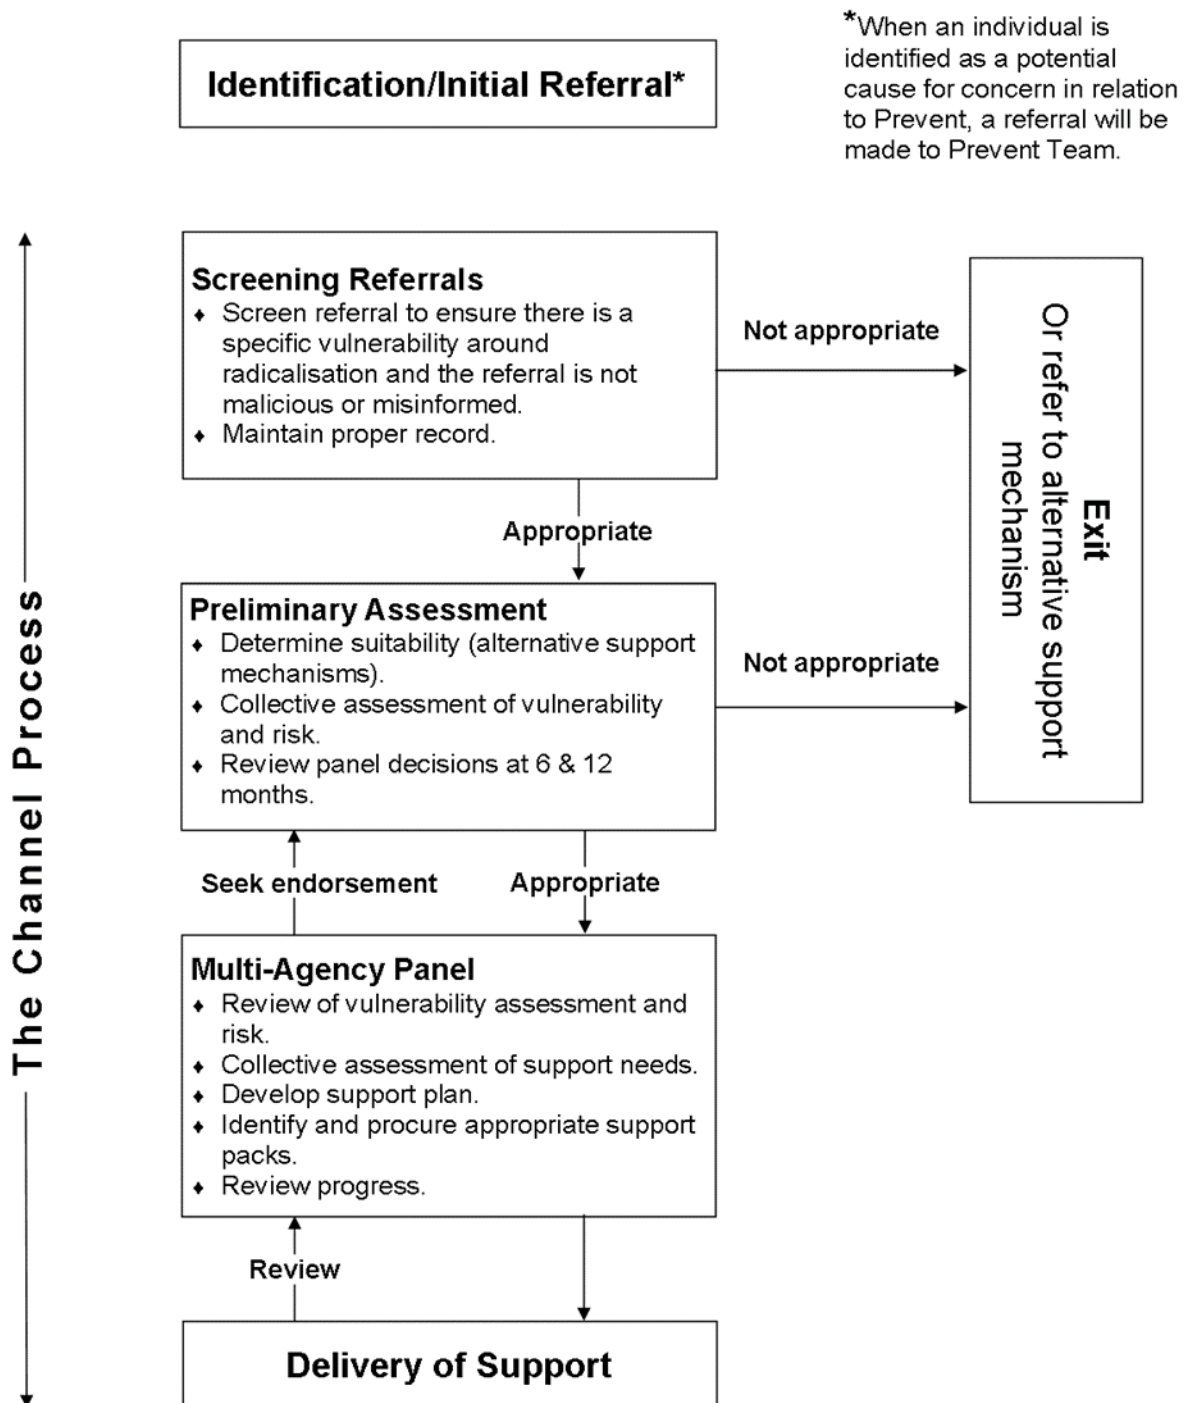 *When an individual is
identified as a potential
cause for concern in relation
to Prevent, a referral will be
made to Prevent Team.
Identification/Initial Referral*
The Channel Process
Screening Referrals
♦ Screen referral to ensure there is a
specific vulnerability around
radicalisation and the referral is not
malicious or misinformed.
♦ Maintain proper record.
Not appropriate
Exit
Or refer to alternative support
mechanism
Appropriate
Preliminary Assessment
♦ Determine suitability (alternative support
mechanisms).
♦ Collective assessment of vulnerability
and risk.
♦ Review panel decisions at 6 & 12
months.
Not appropriate
Seek endorsement
Appropriate
Multi-Agency Panel
♦ Review of vulnerability assessment and
risk.
♦ Collective assessment of support needs.
♦ Develop support plan.
♦ Identify and procure appropriate support
packs.
♦ Review progress.
Review
Delivery of Support